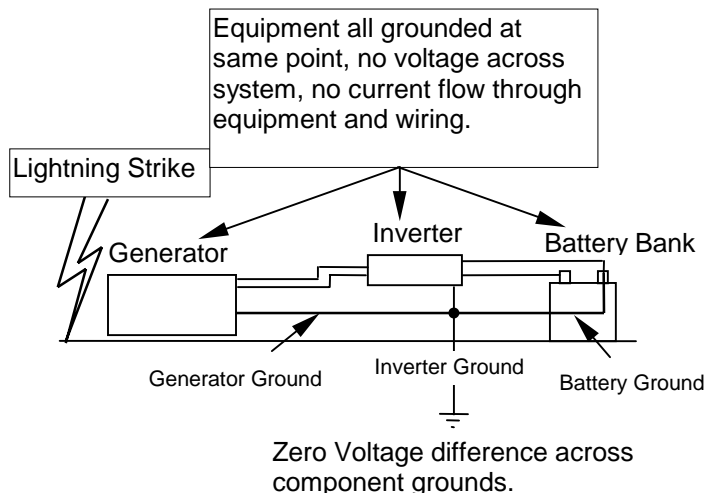 Equipment all grounded at
same point, no voltage across
system, no current flow through
equipment and wiring.
Lightning Strike
Generator
Inverter
Battery Bank
Generator Ground
Inverter Ground
Battery Ground
Zero Voltage difference across
component grounds.